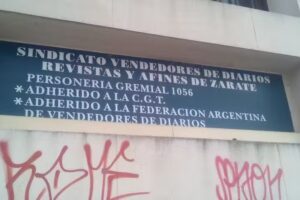 SINDICATO VENDEDORES DE DIARIOS
REVISTAS Y AFINES DE ZARATE
PERSONERIA GREMIAL 1056
*ADHERIDO A LA C.G.T.
*ADHERIDO A LA FEDERACION ARGENTINA
DE VENDEDORES DE DIARIOS